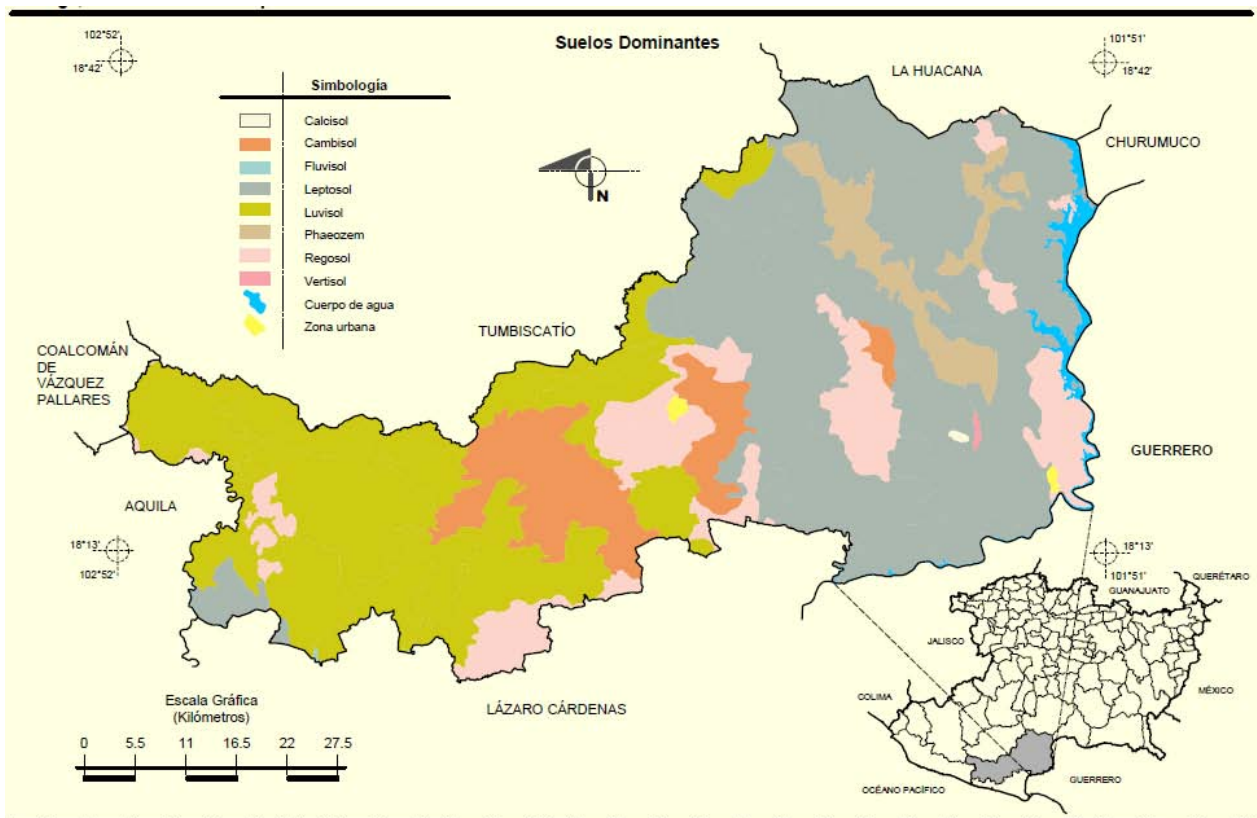 Suelos Dominantes
102°52'
18°42'
101°51'
18°42'
LA HUACANA
CHURUMUCO
Simbología
Calcisol
Cambisol
Fluvisol
Leptosol
Luvisol
Phaeozem
Regosol
Vertisol
Cuerpo de agua
Zona urbana
N
TUMBISCATÍO
COALCOMÁN
DE
VÁZQUEZ
PALLARES
GUERRERO
AQUILA
18°13'
102°52'
18°13'
101°51'
LÁZARO CÁRDENAS
Escala Gráfica
(Kilómetros)
0 5.5 11 16.5 22 27.5
QUERÉTARO
GUANAJUATO
JALISCO
MÉXICO
COLIMA
GUERRERO
OCÉANO PACÍFICO